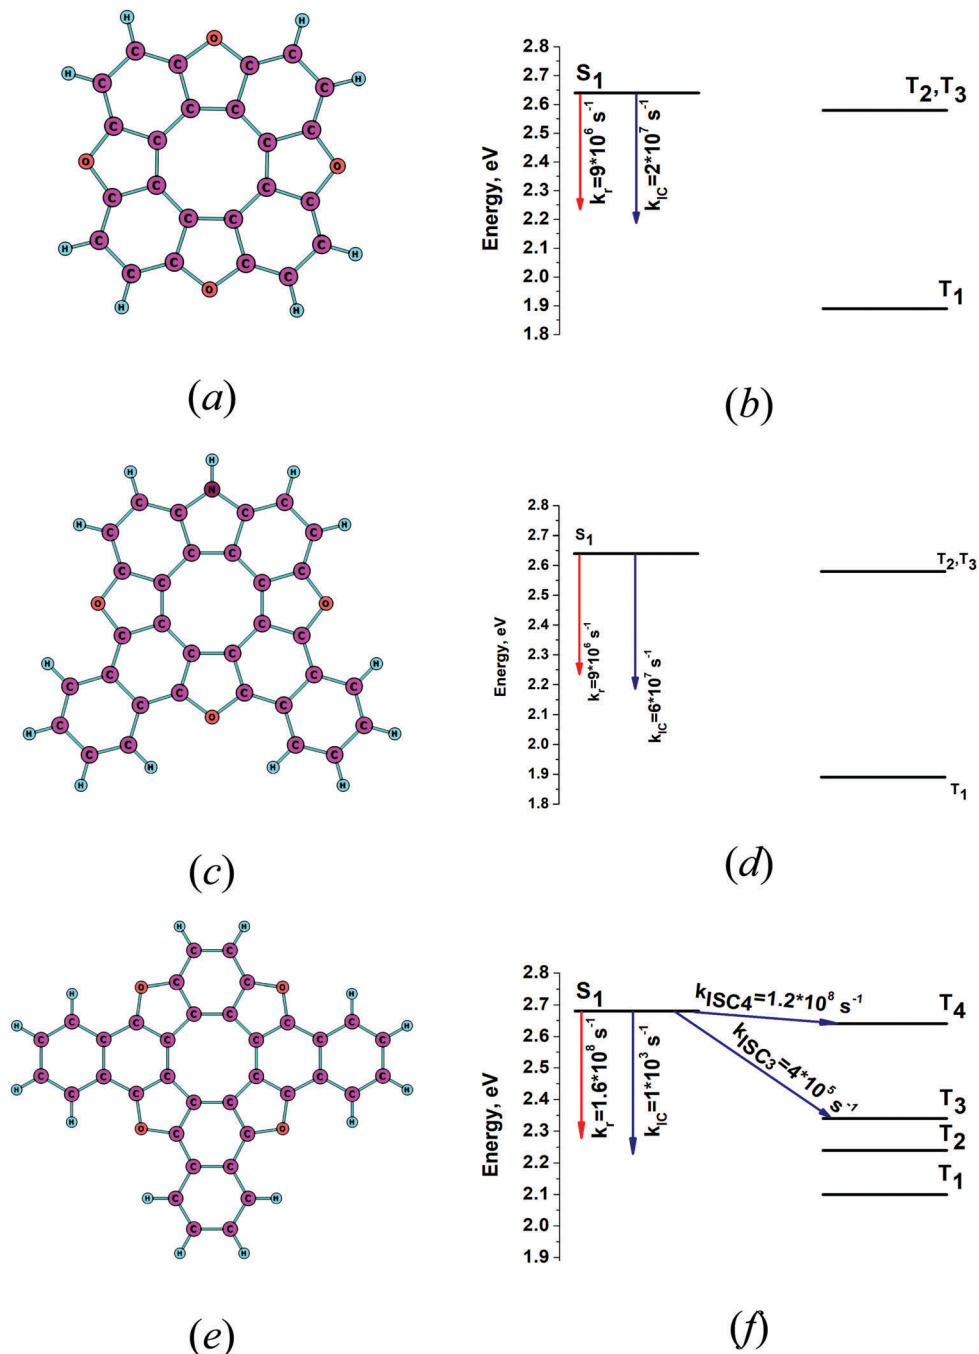 H H
O
C C
C C
H H
C C
C C
C C
C C
O O
C C
C C
C C
C C
H H
C C
C C
O
H H
(a)
Energy, eV
2.8
2.7
2.6
2.5
2.4
2.3
2.2
2.1
2.0
1.9
1.8
S1
kr=9*10^6 s^-1
kIC=2*10^7 s^-1
T2,T3
T1
(b)
H
H H
N
C C
C C
H H
C C
C C
C C
C C
O O
C C
C C
C C
H H
C C
C C
C C
C C
O
C C
H H
C C
C C
H H
H H
(c)
Energy, eV
2.8
2.7
2.6
2.5
2.4
2.3
2.2
2.1
2.0
1.9
1.8
S1
kr=9*10^6 s^-1
kIC=6*10^7 s^-1
T2,T3
T1
(d)
H H
C C
C C
O O
H H
C C
C C C C
H H
C C C C C C
C C C C C C
H H
C C C C
C C
H H
O O
C C
C C
H C C H
C C
H H
(e)
Energy, eV
2.8
2.7
2.6
2.5
2.4
2.3
2.2
2.1
2.0
1.9
S1
kr=1.6*10^8 s^-1
kIC=1*10^3 s^-1
kISC4=1.2*10^8 s^-1
kISC3=4*10^5 s^-1
T4
T3
T2
T1
(f)